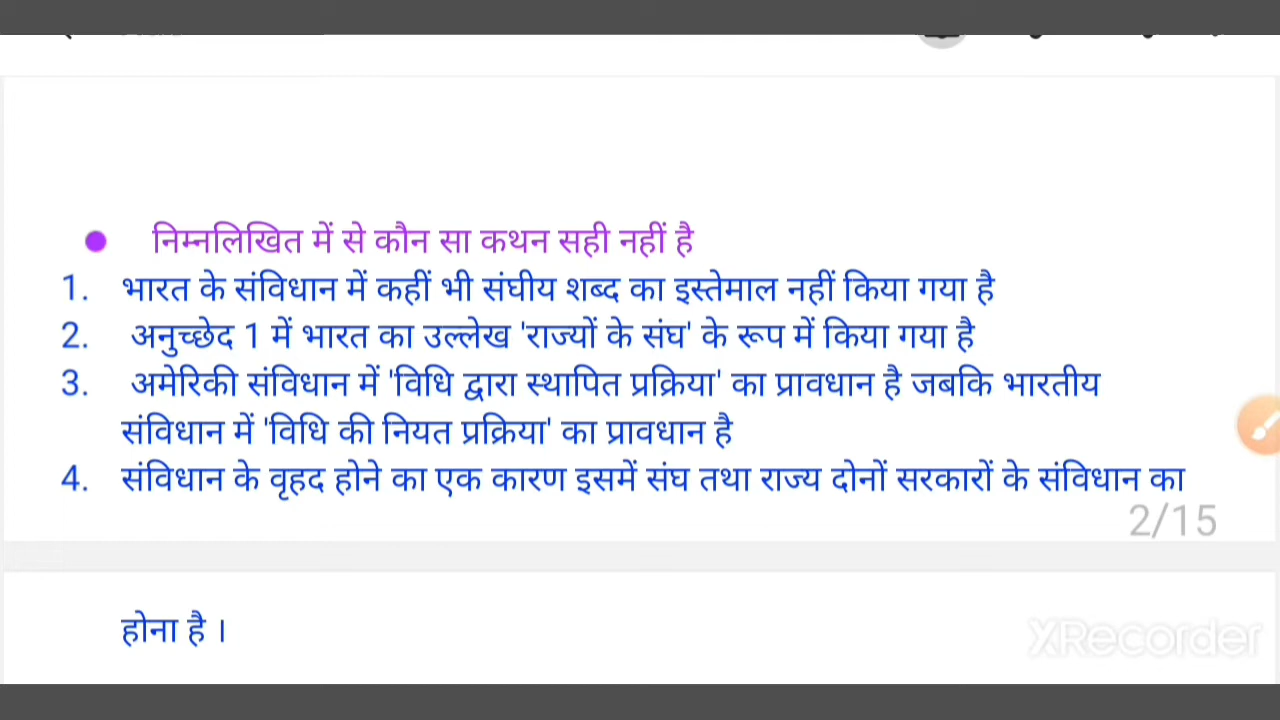 ● निम्नलिखित में से कौन सा कथन सही नहीं है
1. भारत के संविधान में कहीं भी संघीय शब्द का इस्तेमाल नहीं किया गया है
2. अनुच्छेद 1 में भारत का उल्लेख 'राज्यों के संघ' के रूप में किया गया है
3. अमेरिकी संविधान में 'विधि द्वारा स्थापित प्रक्रिया' का प्रावधान है जबकि भारतीय
संविधान में 'विधि की नियत प्रक्रिया' का प्रावधान है
4. संविधान के वृहद होने का एक कारण इसमें संघ तथा राज्य दोनों सरकारों के संविधान का
2/15
होना है ।
XRecorder